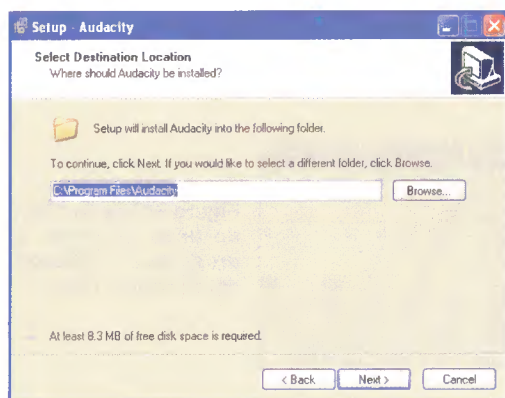 Setup - Audacity
Select Destination Location
Where should Audacity be installed?
Setup will install Audacity into the following folder.
To continue, click Next. If you would like to select a different folder, click Browse.
C:\Program Files\Audacity
Browse...
At least 8.3 MB of free disk space is required.
< Back
Next >
Cancel